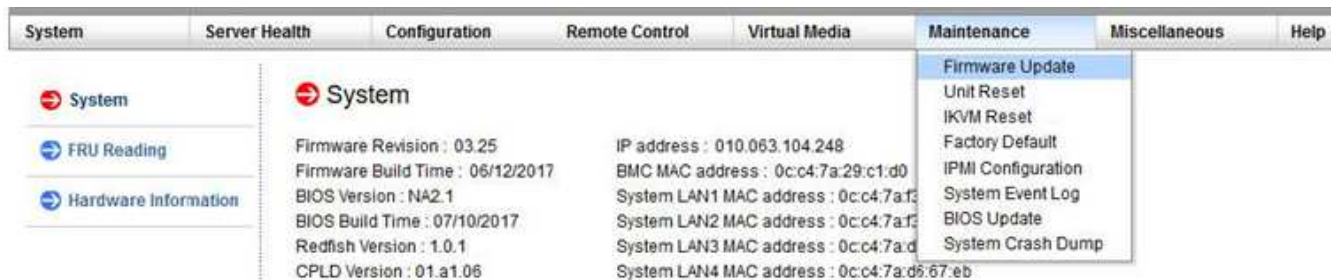 System Server Health Configuration Remote Control Virtual Media Maintenance Miscellaneous Help
Firmware Update
Unit Reset
IKVM Reset
Factory Default
IPMI Configuration
System Event Log
BIOS Update
System Crash Dump
System
FRU Reading
Hardware Information
System
Firmware Revision : 03.25
Firmware Build Time : 06/12/2017
BIOS Version : NA2.1
BIOS Build Time : 07/10/2017
Redfish Version : 1.0.1
CPLD Version : 01.a1.06
IP address : 010.063.104.248
BMC MAC address : 0c:c4:7a:29:c1:d0
System LAN1 MAC address : 0c:c4:7a:f3
System LAN2 MAC address : 0c:c4:7a:f3
System LAN3 MAC address : 0c:c4:7a:d
System LAN4 MAC address : 0c:c4:7a:d6:67:eb